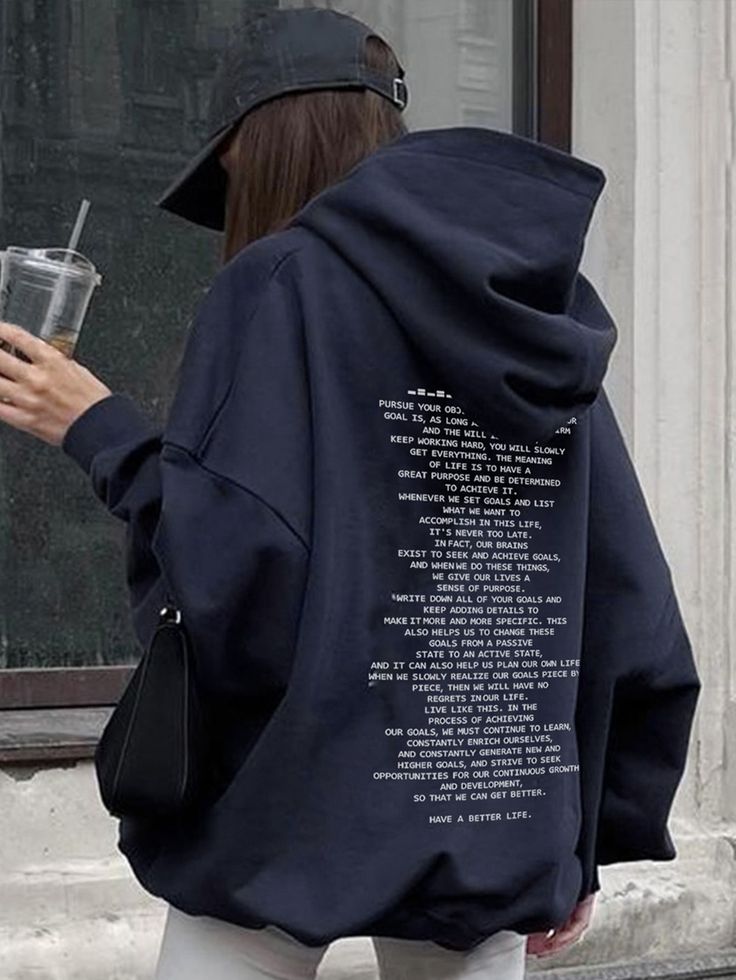 PURSUE YOUR
GOAL IS, AS LONG
AND THE WILL
KEEP WORKING HARD, YOU WILL SLOWLY
GET EVERYTHING. THE MEANING
OF LIFE IS TO HAVE A
GREAT PURPOSE AND BE DETERMINED
TO ACHIEVE IT.
WHENEVER WE SET GOALS AND LIST
WHAT WE WANT TO
ACCOMPLISH IN THIS LIFE,
IT'S NEVER TOO LATE.
IN FACT, OUR BRAINS
EXIST TO SEEK AND ACHIEVE GOALS,
AND WHEN WE DO THESE THINGS,
WE GIVE OUR LIVES A
SENSE OF PURPOSE.
"WRITE DOWN ALL OF YOUR GOALS AND
KEEP ADDING DETAILS TO
MAKE IT MORE AND MORE SPECIFIC. THIS
ALSO HELPS US TO CHANGE THESE
GOALS FROM A PASSIVE
STATE TO AN ACTIVE STATE,
AND IT CAN ALSO HELP US PLAN OUR OWN LIFE
WHEN WE SLOWLY REALIZE OUR GOALS PIECE BY
PIECE, THEN WE WILL HAVE NO
REGRETS IN OUR LIFE.
LIVE LIKE THIS. IN THE
PROCESS OF ACHIEVING
OUR GOALS, WE MUST CONTINUE TO LEARN,
CONSTANTLY ENRICH OURSELVES,
AND CONSTANTLY GENERATE NEW AND
HIGHER GOALS, AND STRIVE TO SEEK
OPPORTUNITIES FOR OUR CONTINUOUS GROWTH
AND DEVELOPMENT,
SO THAT WE CAN GET BETTER.
HAVE A BETTER LIFE.